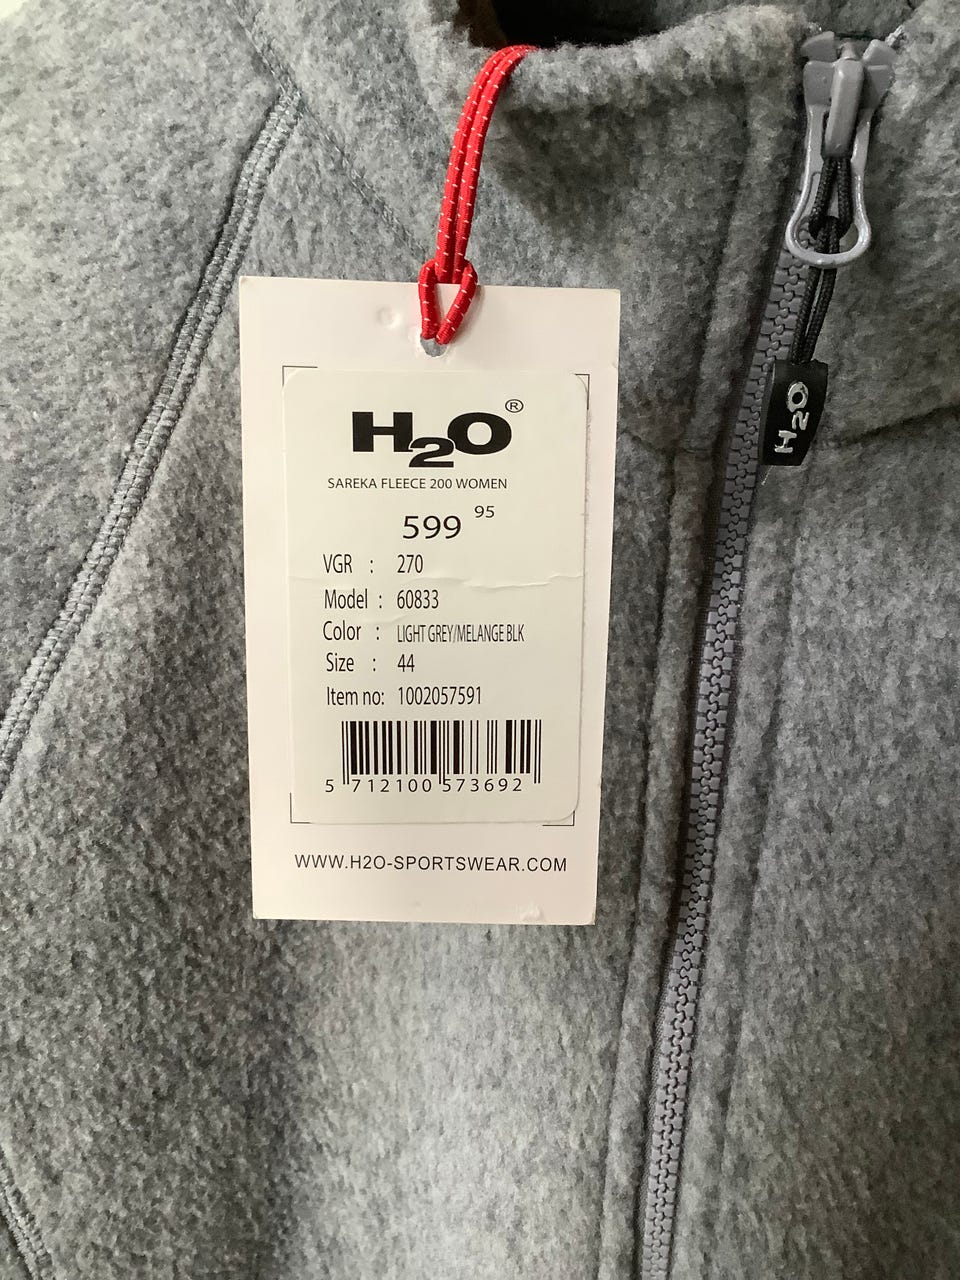 H2O®
SAREKA FLEECE 200 WOMEN
599 95
VGR : 270
Model : 60833
Color : LIGHT GREY/MELANGE BLK
Size : 44
Item no: 1002057591
5 712100 573692
WWW.H2O-SPORTSWEAR.COM
H2O